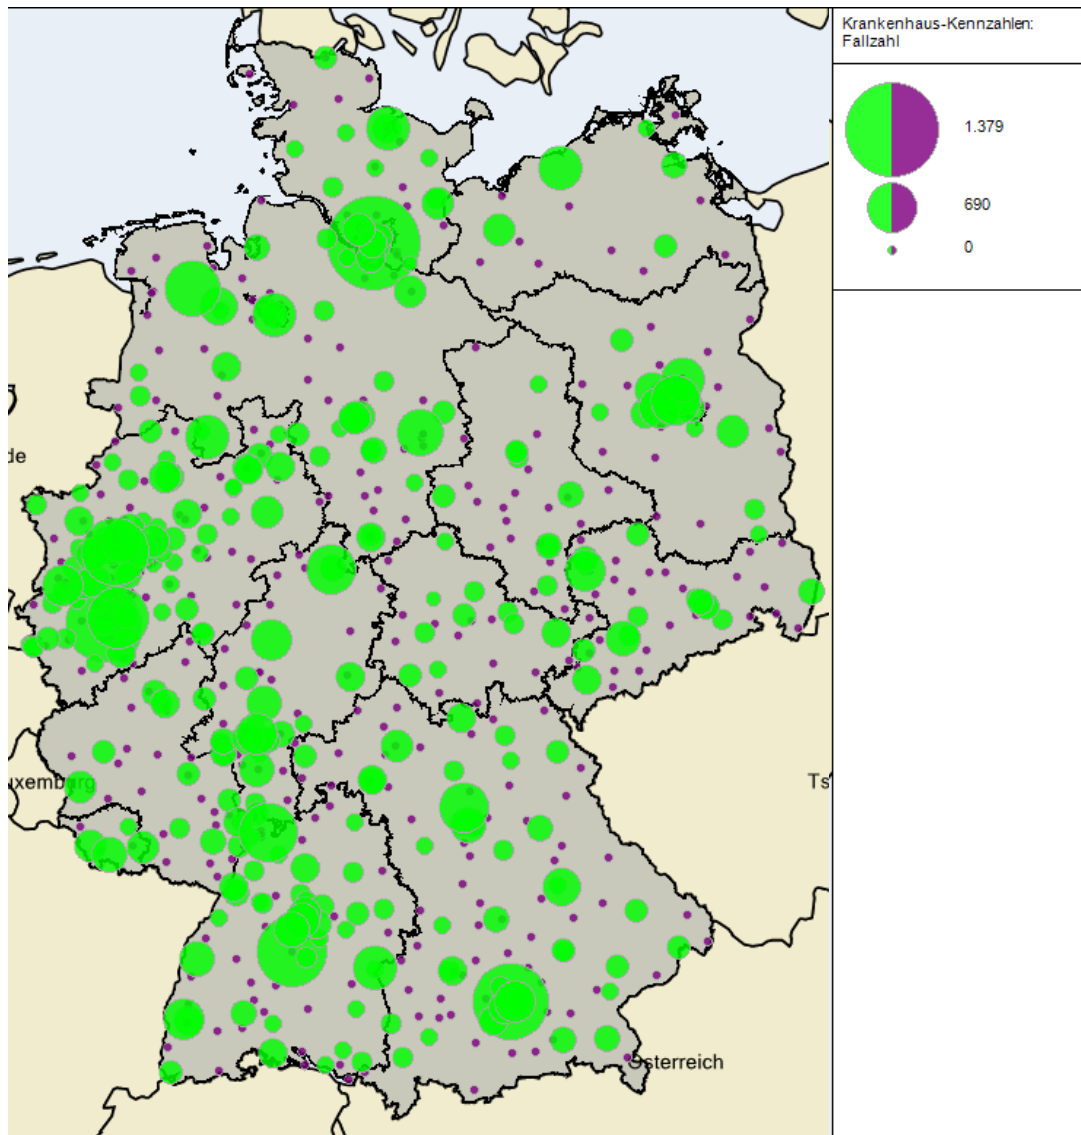 Krankenhaus-Kennzahlen:
Fallzahl
1.379
690
0
de
uxemburg
Ts
Österreich